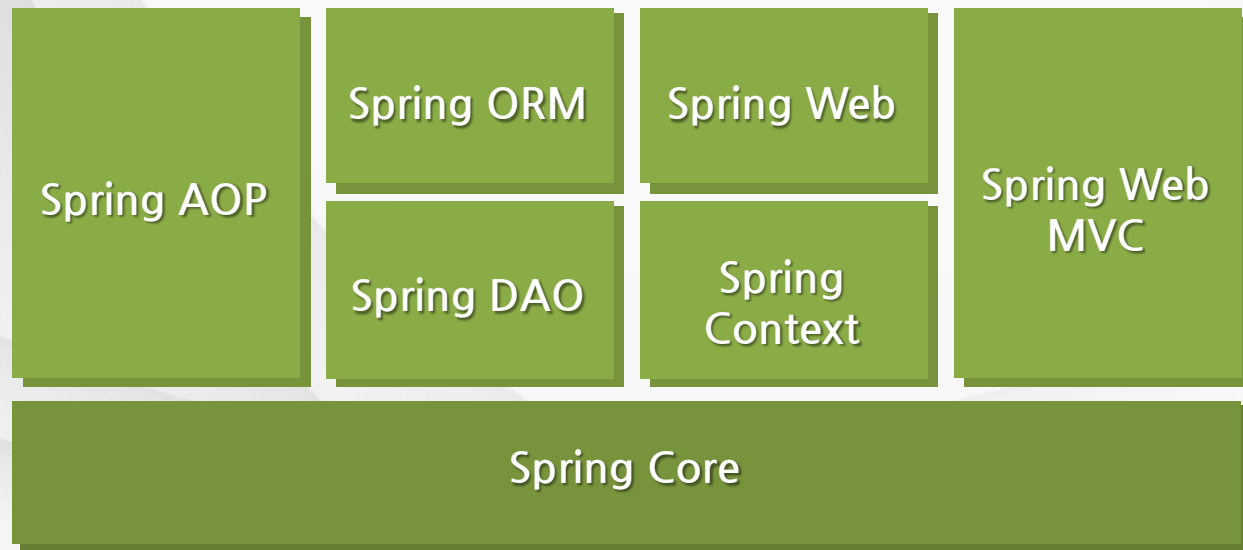 Spring AOP
Spring ORM
Spring DAO
Spring Web
Spring
Context
Spring Web
MVC
Spring Core